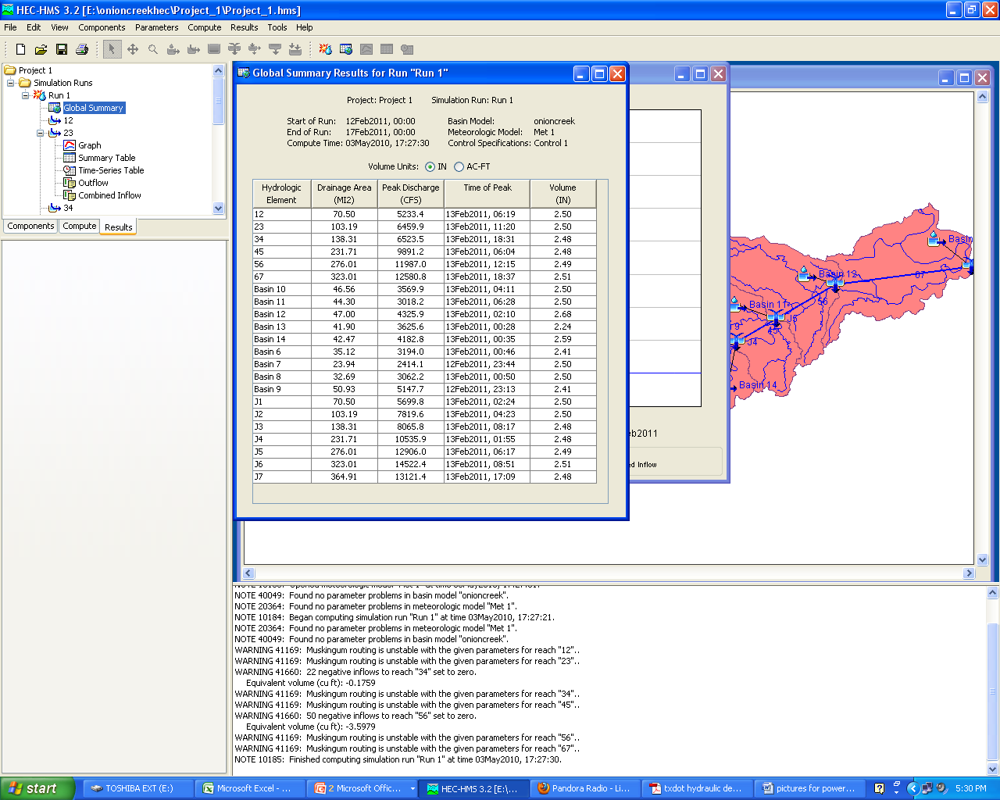 HEC-HMS 3.2 [E:\onioncreekhec\Project_1\Project_1.hms]
File Edit View Components Parameters Compute Results Tools Help
Project 1
Simulation Runs
Run 1
Global Summary
12
23
Graph
Summary Table
Time-Series Table
Outflow
Combined Inflow
34
Components Compute Results
Global Summary Results for Run "Run 1"
Project: Project 1 Simulation Run: Run 1
Start of Run: 12Feb2011, 00:00 Basin Model: onioncreek
End of Run: 17Feb2011, 00:00 Meteorologic Model: Met 1
Compute Time: 03May2010, 17:27:30 Control Specifications: Control 1
Volume Units: IN AC-FT
Hydrologic Element Drainage Area (MI2) Peak Discharge (CFS) Time of Peak Volume (IN)
12 70.50 5233.4 13Feb2011, 06:19 2.50
23 103.19 6459.9 13Feb2011, 11:20 2.50
34 138.31 6523.5 13Feb2011, 18:31 2.48
45 231.71 9891.2 13Feb2011, 06:04 2.48
56 276.01 11987.0 13Feb2011, 12:15 2.49
67 323.01 12580.8 13Feb2011, 18:37 2.51
Basin 10 46.56 3569.9 13Feb2011, 04:11 2.50
Basin 11 44.30 3018.2 13Feb2011, 06:28 2.50
Basin 12 47.00 4325.9 13Feb2011, 02:10 2.68
Basin 13 41.90 3625.6 13Feb2011, 00:28 2.24
Basin 14 42.47 4182.8 13Feb2011, 00:35 2.59
Basin 6 35.12 3194.0 13Feb2011, 00:46 2.41
Basin 7 23.94 2414.1 12Feb2011, 23:44 2.50
Basin 8 32.69 3062.2 13Feb2011, 00:50 2.50
Basin 9 50.93 5147.7 12Feb2011, 23:13 2.41
J1 70.50 5699.8 13Feb2011, 02:24 2.50
J2 103.19 7819.6 13Feb2011, 04:23 2.50
J3 138.31 8065.8 13Feb2011, 08:17 2.48
J4 231.71 10535.9 13Feb2011, 01:55 2.48
J5 276.01 12906.0 13Feb2011, 06:17 2.49
J6 323.01 14522.4 13Feb2011, 08:51 2.51
J7 364.91 13121.4 13Feb2011, 17:09 2.48
b2011
ed Inflow
Basin
Basin 12
67
56
Basin 11
J5
45
9
J4
Basin 14
NOTE 40049: Found no parameter problems in basin model "onioncreek".
NOTE 20364: Found no parameter problems in meteorologic model "Met 1".
NOTE 10184: Began computing simulation run "Run 1" at time 03May2010, 17:27:21.
NOTE 20364: Found no parameter problems in meteorologic model "Met 1".
NOTE 40049: Found no parameter problems in basin model "onioncreek".
WARNING 41169: Muskingum routing is unstable with the given parameters for reach "12"..
WARNING 41169: Muskingum routing is unstable with the given parameters for reach "23"..
WARNING 41660: 22 negative inflows to reach "34" set to zero.
Equivalent volume (cu ft): -0.1759
WARNING 41169: Muskingum routing is unstable with the given parameters for reach "34"..
WARNING 41169: Muskingum routing is unstable with the given parameters for reach "45"..
WARNING 41660: 50 negative inflows to reach "56" set to zero.
Equivalent volume (cu ft): -3.5979
WARNING 41169: Muskingum routing is unstable with the given parameters for reach "56"..
WARNING 41169: Muskingum routing is unstable with the given parameters for reach "67"..
NOTE 10185: Finished computing simulation run "Run 1" at time 03May2010, 17:27:30.
start TOSHIBA EXT (E:) Microsoft Excel - ... 2 Microsoft Offic... HEC-HMS 3.2 [E:\... Pandora Radio - Li... txdot hydraulic de... pictures for power... 5:30 PM